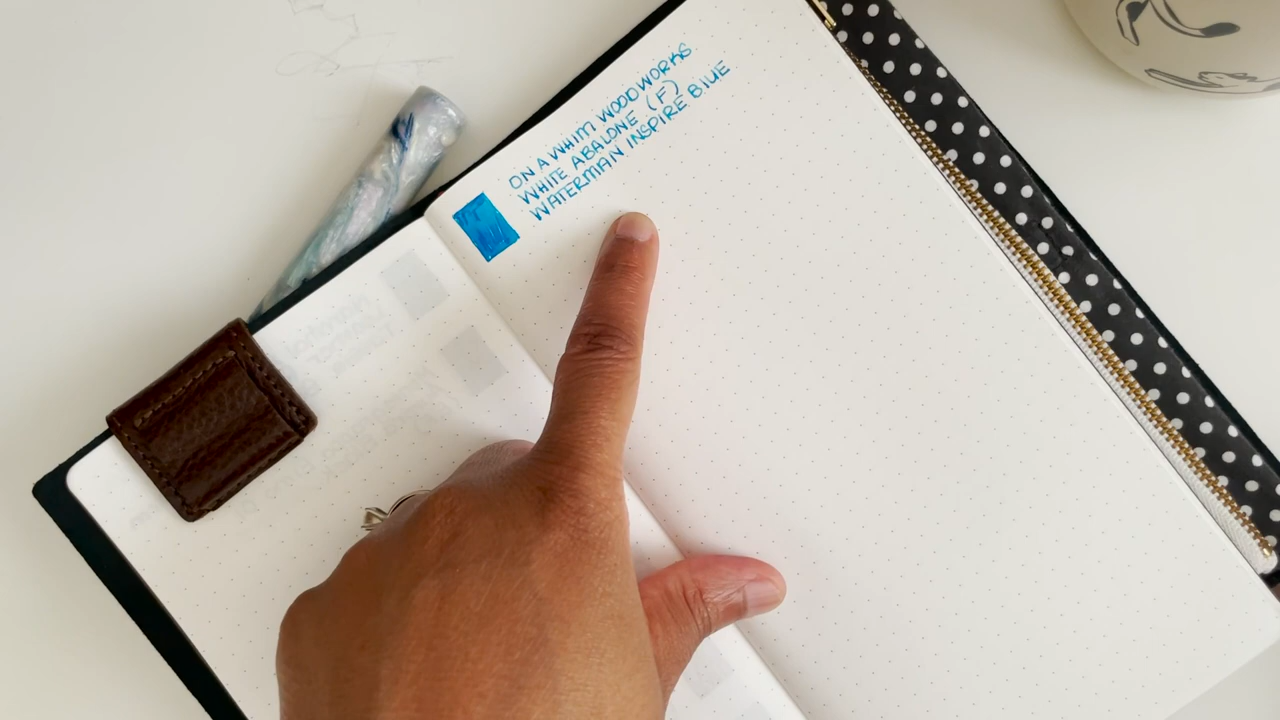 ON A WHIM WOODWORKS
WHITE ABALONE (F)
WATERMAN INSPIRE BLUE